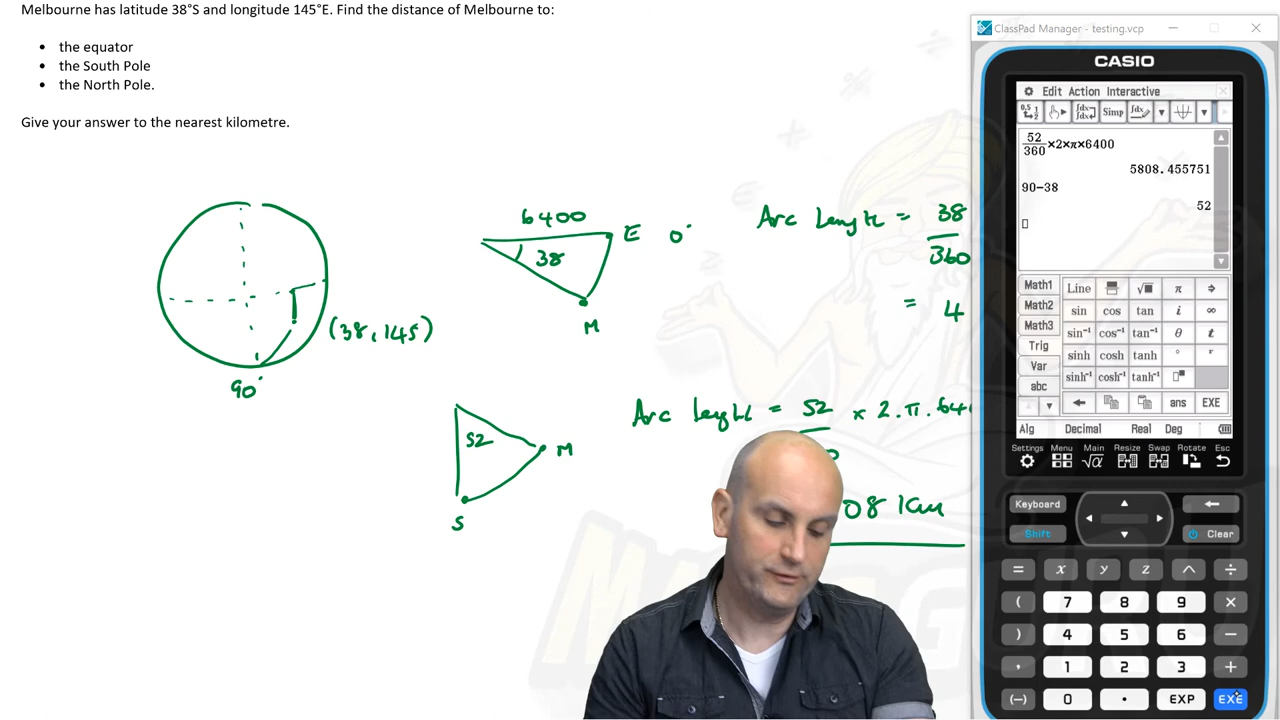 Melbourne has latitude 38°S and longitude 145°E. Find the distance of Melbourne to:
• the equator
• the South Pole
• the North Pole.
Give your answer to the nearest kilometre.
6400
E 0°
38
M
Arc Length = 38
360
= 4
(38, 145)
90°
52
M
S
Arc Length = 52 × 2.π.640
08 Km
ClassPad Manager - testing.vcp
CASIO
Edit Action Interactive
Simp
52
360 ×2×π×6400
5808.455751
90−38
52
Math1 Line √■ π ⇒
Math2 sin cos tan i ∞
Math3 sin⁻¹ cos⁻¹ tan⁻¹ θ t
Trig sinh cosh tanh ° r
Var sinh⁻¹ cosh⁻¹ tanh⁻¹
abc ← ans EXE
Alg Decimal Real Deg
Settings Menu Main Resize Swap Rotate Esc
Keyboard
Shift Clear
= x y z ^ ÷
( 7 8 9 ×
) 4 5 6 −
, 1 2 3 +
(−) 0 . EXP EXE